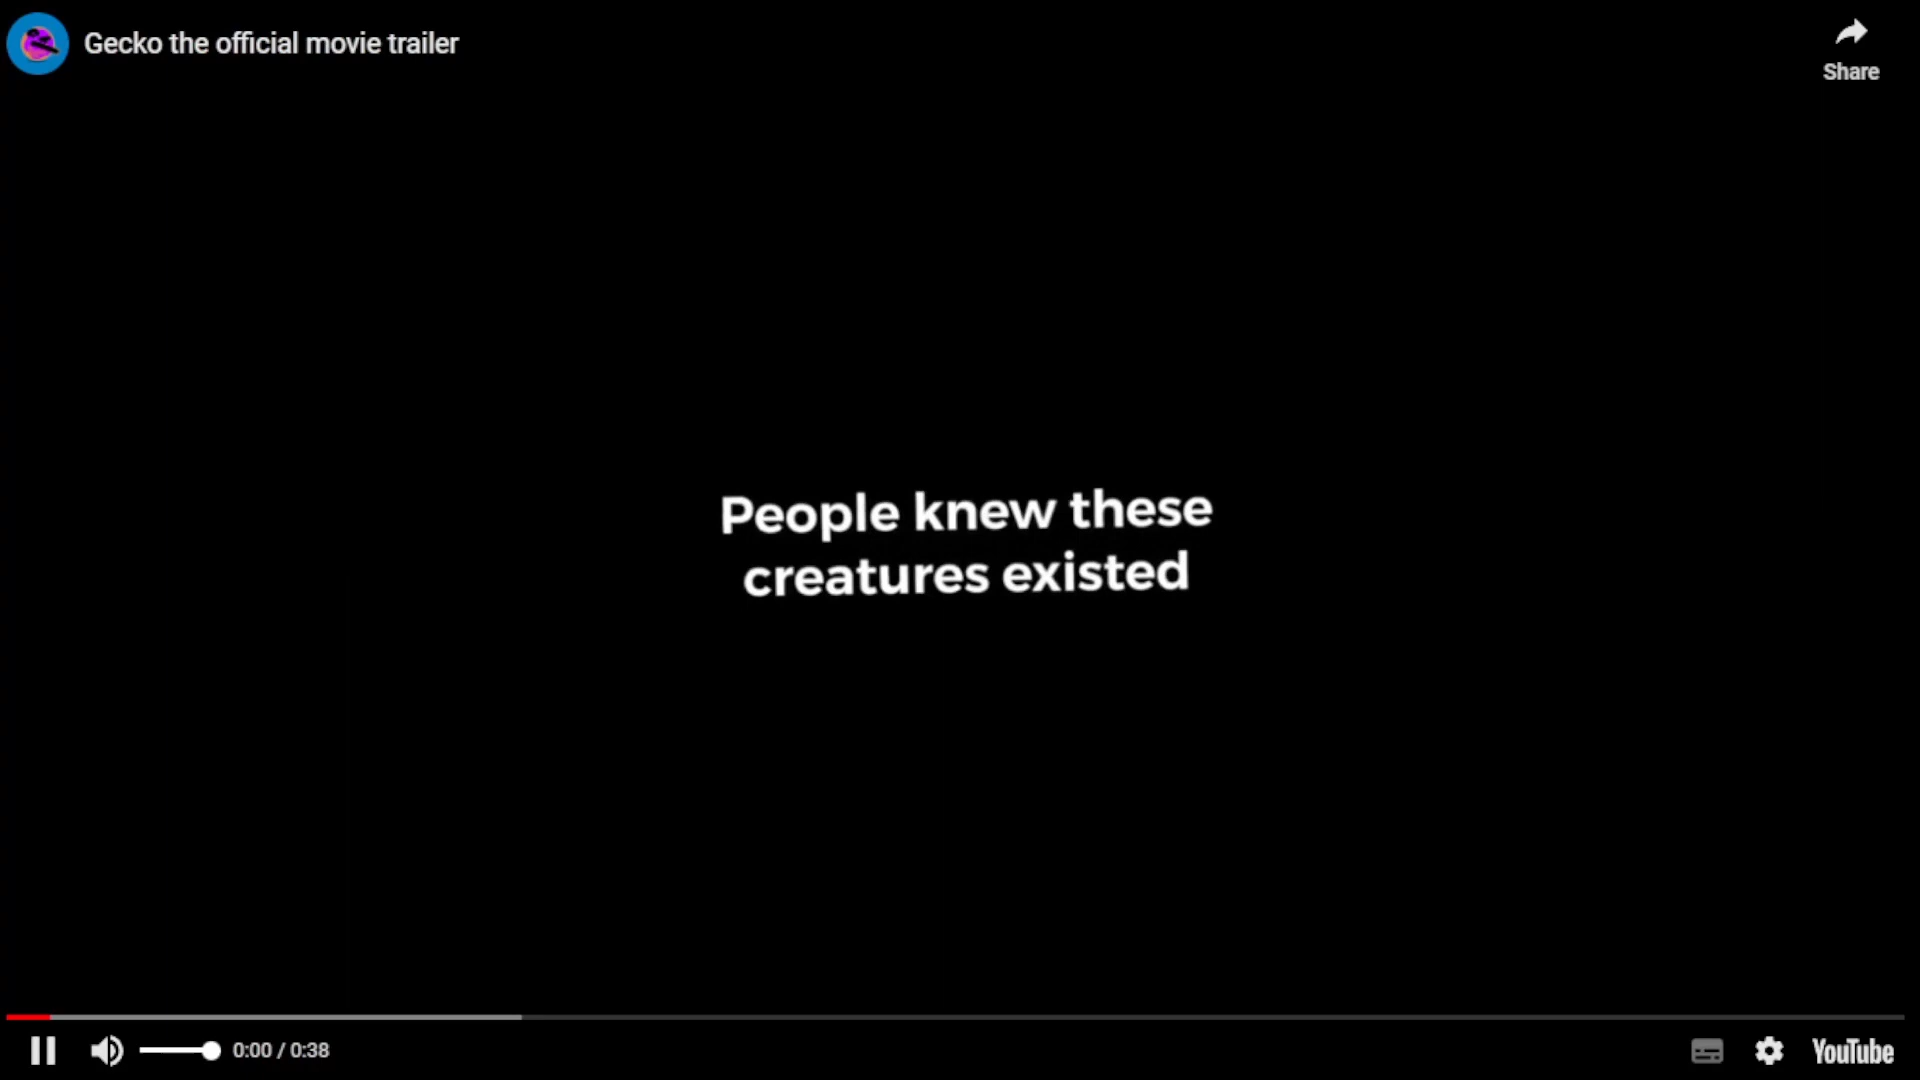 Gecko the official movie trailer
Share
People knew these
creatures existed
0:00 / 0:38
YouTube